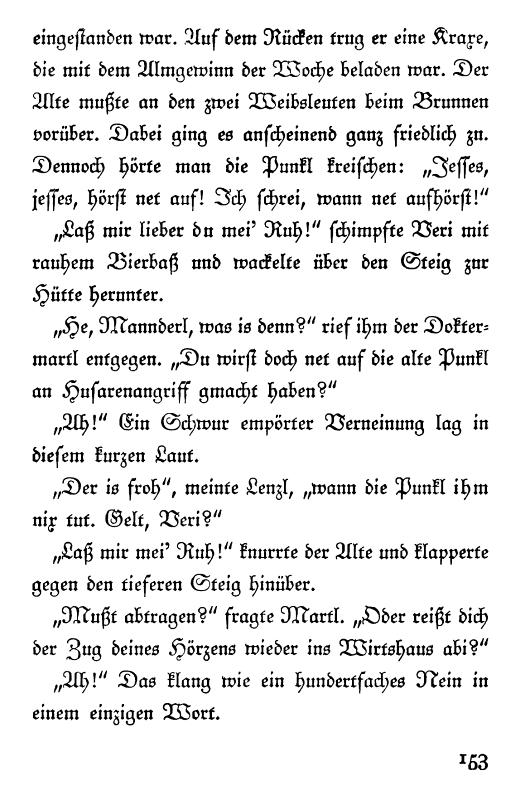 eingestanden war. Auf dem Rücken trug er eine Kraxe,
die mit dem Almgewinn der Woche beladen war. Der
Alte mußte an den zwei Weibsleuten beim Brunnen
vorüber. Dabei ging es anscheinend ganz friedlich zu.
Dennoch hörte man die Punkl kreischen: „Jesses,
jesses, hörst net auf! Ich schrei, wann net aufhörst!“
„Laß mir lieber du mei' Ruh!“ schimpfte Veri mit
rauhem Bierbaß und wackelte über den Steig zur
Hütte herunter.
„He, Mannderl, was is denn?“ rief ihm der Dokter-
martl entgegen. „Du wirst doch net auf die alte Punkl
an Husarenangriff gmacht haben?“
„Ah!“ Ein Schwur empörter Verneinung lag in
diesem kurzen Laut.
„Der is froh“, meinte Lenzl, „wann die Punkl ihm
nix tut. Gelt, Veri?“
„Laß mir mei' Ruh!“ knurrte der Alte und klapperte
gegen den tieferen Steig hinüber.
„Mußt abtragen?“ fragte Martl. „Oder reißt dich
der Zug deines Hörzens wieder ins Wirtshaus abi?“
„Ah!“ Das klang wie ein hundertfaches Nein in
einem einzigen Wort.
153